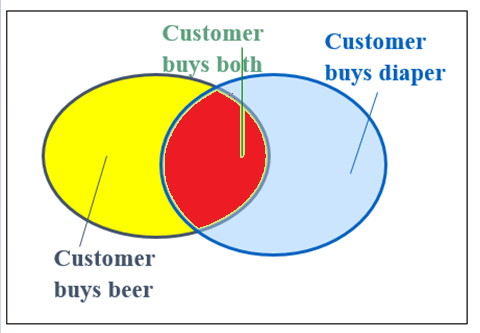 Customer
buys both
Customer
buys diaper
Customer
buys beer